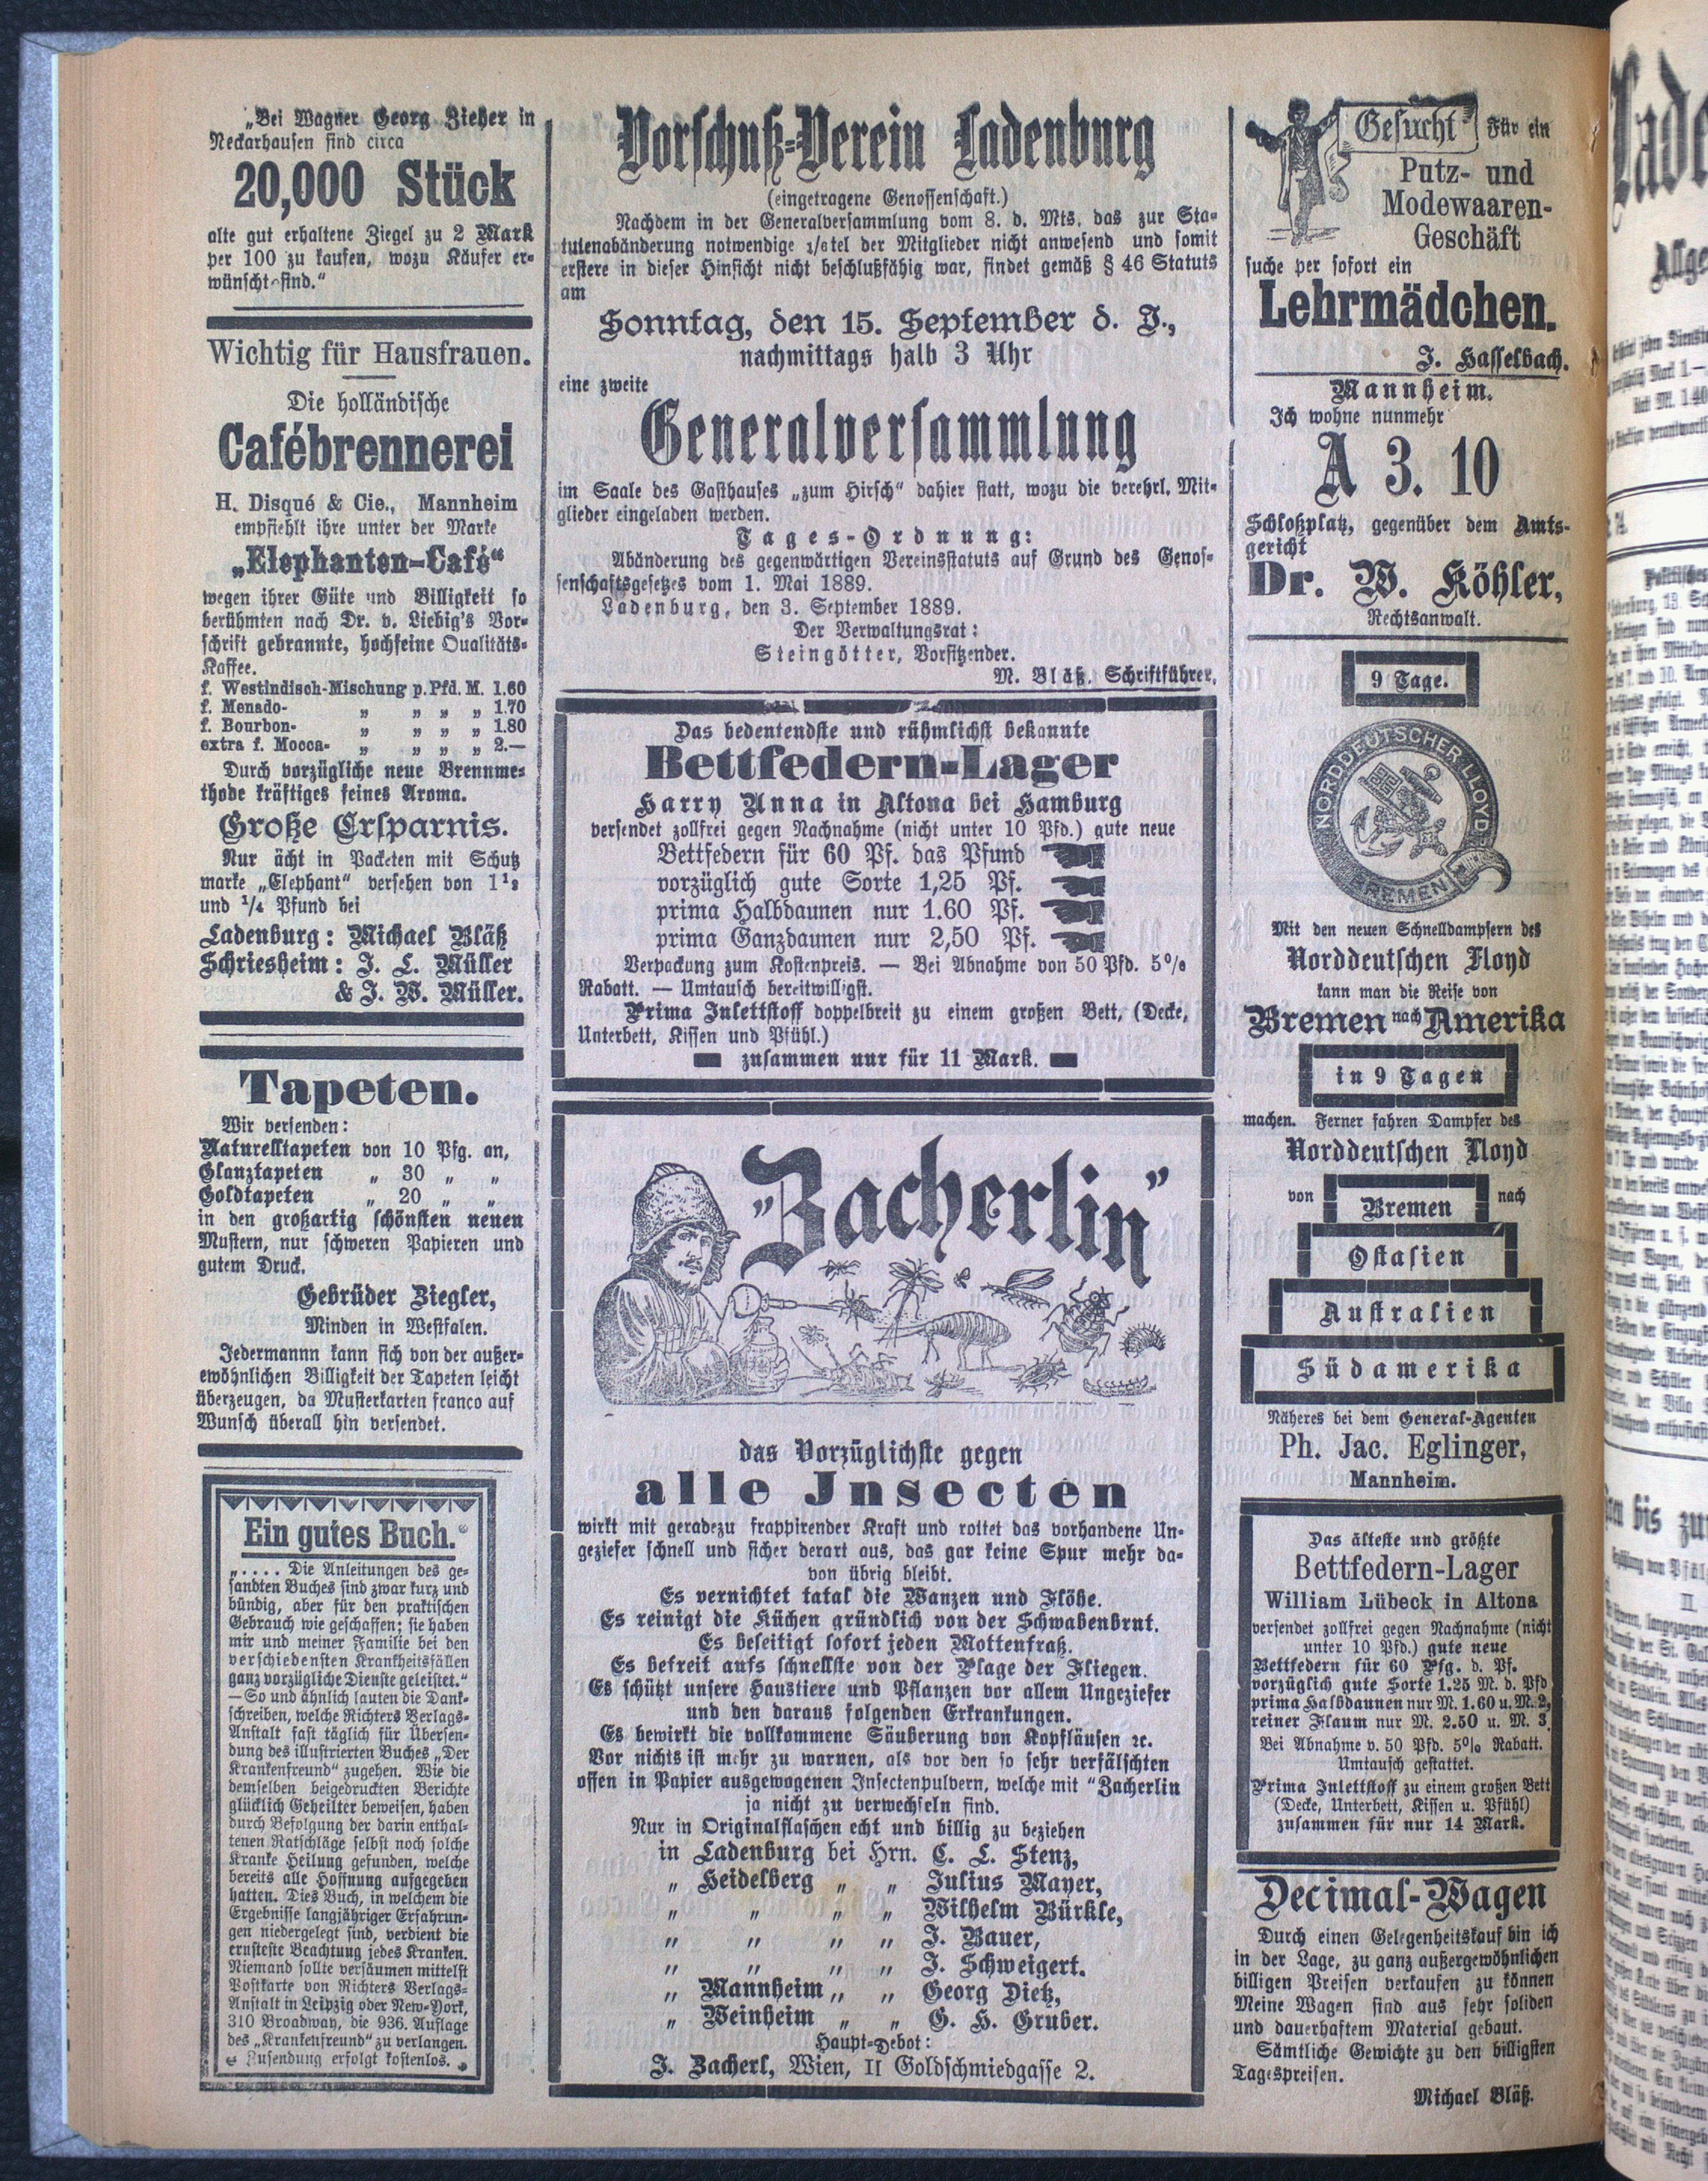 „Bei Wagner Georg Zieher in
Neckarhausen sind circa
20,000 Stück
alte gut erhaltene Ziegel zu 2 Mark
per 100 zu kaufen, wozu Käufer er-
wünscht sind.“
Wichtig für Hausfrauen.
Die holländische
Cafébrennerei
H. Disqué & Cie., Mannheim
empfiehlt ihre unter der Marke
„Elephanten-Café“
wegen ihrer Güte und Billigkeit so
berühmten nach Dr. v. Liebig's Vor-
schrift gebrannte, hochfeine Qualitäts-
Kaffee.
f. Westindisch-Mischung p. Pfd. M. 1.60
f. Menado- „ „ „ „ 1.70
f. Bourbon- „ „ „ „ 1.80
extra f. Mocca- „ „ „ „ 2.—
Durch vorzügliche neue Brennme-
thode kräftiges feines Aroma.
Große Ersparnis.
Nur ächt in Packeten mit Schutz
marke „Elephant“ versehen von 1 1/2
und 1/4 Pfund bei
Ladenburg: Michael Bläß
Schriesheim: J. L. Müller
& J. W. Müller.
Tapeten.
Wir versenden:
Naturelltapeten von 10 Pfg. an,
Glanztapeten „ 30 „ „
Goldtapeten „ 20 „ „
in den großartig schönsten neuen
Mustern, nur schweren Papieren und
gutem Druck.
Gebrüder Ziegler,
Minden in Westfalen.
Jedermannn kann sich von der außer-
ewöhnlichen Billigkeit der Tapeten leicht
überzeugen, da Musterkarten franco auf
Wunsch überall hin versendet.
Ein gutes Buch.
„.... Die Anleitungen des ge-
sandten Buches sind zwar kurz und
bündig, aber für den praktischen
Gebrauch wie geschaffen; sie haben
mir und meiner Familie bei den
verschiedensten Krankheitsfällen
ganz vorzügliche Dienste geleistet.“
— So und ähnlich lauten die Dank-
schreiben, welche Richters Verlags-
Anstalt fast täglich für Übersen-
dung des illustrierten Buches „Der
Krankenfreund“ zugehen. Wie die
demselben beigedruckten Berichte
glücklich Geheilter beweisen, haben
durch Befolgung der darin enthal-
tenen Ratschläge selbst noch solche
Kranke Heilung gefunden, welche
bereits alle Hoffnung aufgegeben
hatten. Dies Buch, in welchem die
Ergebnisse langjähriger Erfahrun-
gen niedergelegt sind, verdient die
ernsteste Beachtung jedes Kranken.
Niemand sollte versäumen mittelst
Postkarte von Richters Verlags-
Anstalt in Leipzig oder New-York,
310 Broadway, die 936. Auflage
des „Krankenfreund“ zu verlangen.
Zusendung erfolgt kostenlos.
Vorschuß-Verein Ladenburg
(eingetragene Genossenschaft.)
Nachdem in der Generalversammlung vom 8. d. Mts. das zur Sta-
tutenabänderung notwendige tel der Mitglieder nicht anwesend und somit
erstere in dieser Hinsicht nicht beschlußfähig war, findet gemäß § 46 Statuts
am
Sonntag, den 15. September d. J.,
nachmittags halb 3 Uhr
eine zweite
Generalversammlung
im Saale des Gasthauses „zum Hirsch“ dahier statt, wozu die verehrl. Mit-
glieder eingeladen werden.
Tages-Ordnung:
Abänderung des gegenwärtigen Vereinsstatuts auf Grund des Genos-
senschaftsgesetzes vom 1. Mai 1889.
Ladenburg, den 3. September 1889.
Der Verwaltungsrat:
Steingötter, Vorsitzender.
M. Bläß, Schriftführer,
Das bedeutendste und rühmlichst bekannte
Bettfedern-Lager
Harry Unna in Altona bei Hamburg
versendet zollfrei gegen Nachnahme (nicht unter 10 Pfd.) gute neue
Bettfedern für 60 Pf. das Pfund
vorzüglich gute Sorte 1,25 Pf.
prima Halbdaunen nur 1.60 Pf.
prima Ganzdaunen nur 2,50 Pf.
Verpackung zum Kostenpreis. — Bei Abnahme von 50 Pfd. 5%
Rabatt. — Umtausch bereitwilligst.
Prima Inlettstoff doppelbreit zu einem großen Bett, (Decke,
Unterbett, Kissen und Pfühl.)
zusammen nur für 11 Mark.
„Zacherlin“
das Vorzüglichste gegen
alle Jnsecten
wirkt mit geradezu frappirender Kraft und rottet das vorhandene Un-
geziefer schnell und sicher derart aus, das gar keine Spur mehr da-
von übrig bleibt.
Es vernichtet tatal die Wanzen und Flöhe.
Es reinigt die Küchen gründlich von der Schwabenbrut.
Es beseitigt sofort jeden Mottenfraß.
Es befreit aufs schnellste von der Plage der Fliegen.
Es schützt unsere Haustiere und Pflanzen vor allem Ungeziefer
und den daraus folgenden Erkrankungen.
Es bewirkt die vollkommene Säuberung von Kopfläusen ꝛc.
Vor nichts ist mehr zu warnen, als vor den so sehr verfälschten
offen in Papier ausgewogenen Insectenpulvern, welche mit “Zacherlin
ja nicht zu verwechseln sind.
Nur in Originalflaschen echt und billig zu beziehen
in Ladenburg bei Hrn. C. L. Stenz,
„ Heidelberg „ „ Julius Mayer,
„ „ „ „ Wilhelm Bürkle,
„ „ „ „ J. Bauer,
„ „ „ „ J. Schweigert.
„ Mannheim „ „ Georg Dietz,
„ Weinheim „ „ G. H. Gruber.
Haupt-Debot:
J. Zacherl, Wien, II Goldschmiedgasse 2.
Gesucht Für ein
Putz- und
Modewaaren-
Geschäft
suche per sofort ein
Lehrmädchen.
J. Hasselbach.
Mannheim.
Ich wohne nunmehr
A 3. 10
Schloßplatz, gegenüber dem Amts-
gericht
Dr. W. Köhler,
Rechtsanwalt.
9 Tage.
NORDDEUTSCHER LLOYD
BREMEN
Mit den neuen Schnelldampfern des
Norddeutschen Lloyd
kann man die Reise von
Bremen nach Amerika
in 9 Tagen
machen. Ferner fahren Dampfer des
Norddeutschen Lloyd
von Bremen nach
Ostasien
Australien
Südamerika
Näheres bei dem General-Agenten
Ph. Jac. Eglinger,
Mannheim.
Das älteste und größte
Bettfedern-Lager
William Lübeck in Altona
versendet zollfrei gegen Nachnahme (nicht
unter 10 Pfd.) gute neue
Bettfedern für 60 Pfg. d. Pf.
vorzüglich gute Sorte 1.25 M. d. Pfd
prima Halbdaunen nur M. 1.60 u. M. 2,
reiner Flaum nur M. 2.50 u. M. 3
Bei Abnahme v. 50 Pfd. 5% Rabatt.
Umtausch gestattet.
Prima Inlettstoff zu einem großen Bett
(Decke, Unterbett, Kissen u. Pfühl)
zusammen für nur 14 Mark.
Decimal-Wagen
Durch einen Gelegenheitskauf bin ich
in der Lage, zu ganz außergewöhnlichen
billigen Preisen verkaufen zu können
Meine Wagen sind aus sehr soliden
und dauerhaftem Material gebaut.
Sämtliche Gewichte zu den billigsten
Tagespreisen.
Michael Bläß.